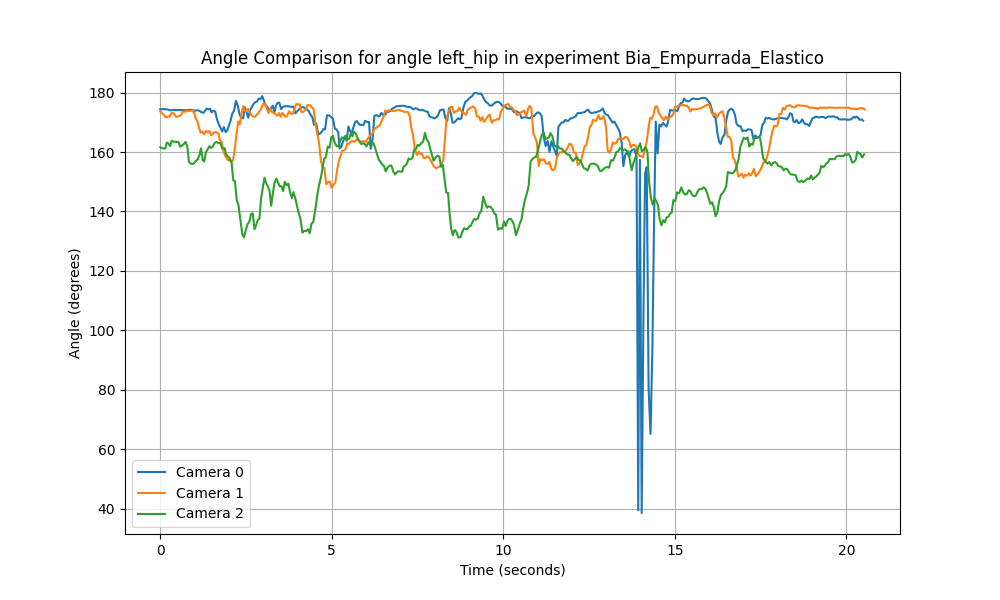 Angle Comparison for angle left_hip in experiment Bia_Empurrada_Elastico
Angle (degrees)
180
160
140
120
100
80
60
40
Camera 0
Camera 1
Camera 2
0 5 10 15 20
Time (seconds)